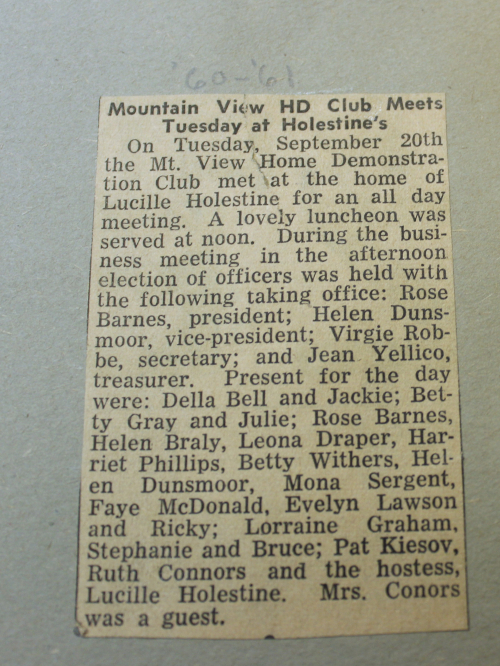 '60-'61
Mountain View HD Club Meets
Tuesday at Holestine's
On Tuesday, September 20th
the Mt. View Home Demonstra-
tion Club met at the home of
Lucille Holestine for an all day
meeting. A lovely luncheon was
served at noon. During the busi-
ness meeting in the afternoon
election of officers was held with
the following taking office: Rose
Barnes, president; Helen Duns-
moor, vice-president; Virgie Rob-
be, secretary; and Jean Yellico,
treasurer. Present for the day
were: Della Bell and Jackie; Bet-
ty Gray and Julie; Rose Barnes,
Helen Braly, Leona Draper, Har-
riet Phillips, Betty Withers, Hel-
en Dunsmoor, Mona Sergent,
Faye McDonald, Evelyn Lawson
and Ricky; Lorraine Graham,
Stephanie and Bruce; Pat Kiesov,
Ruth Connors and the hostess,
Lucille Holestine. Mrs. Conors
was a guest.